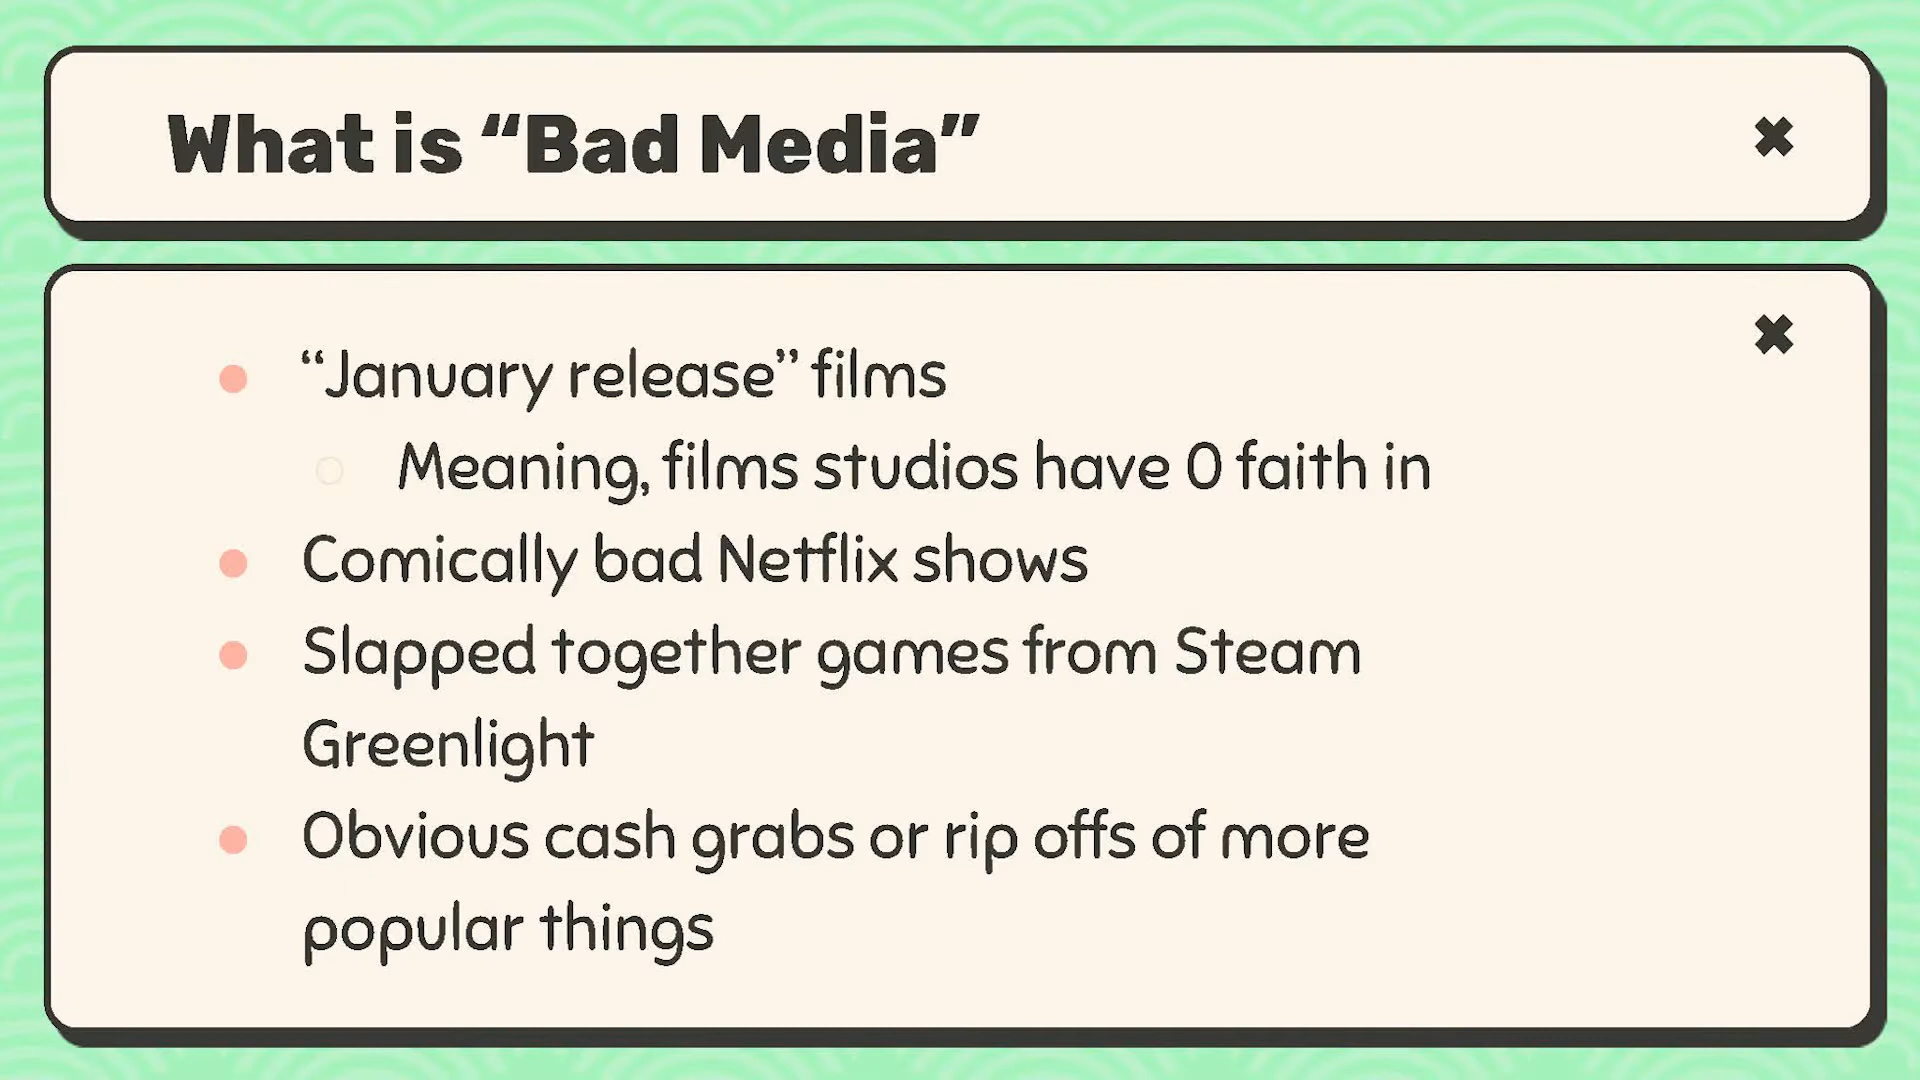 What is “Bad Media”
“January release” films
Meaning, films studios have 0 faith in
Comically bad Netflix shows
Slapped together games from Steam
Greenlight
Obvious cash grabs or rip offs of more
popular things